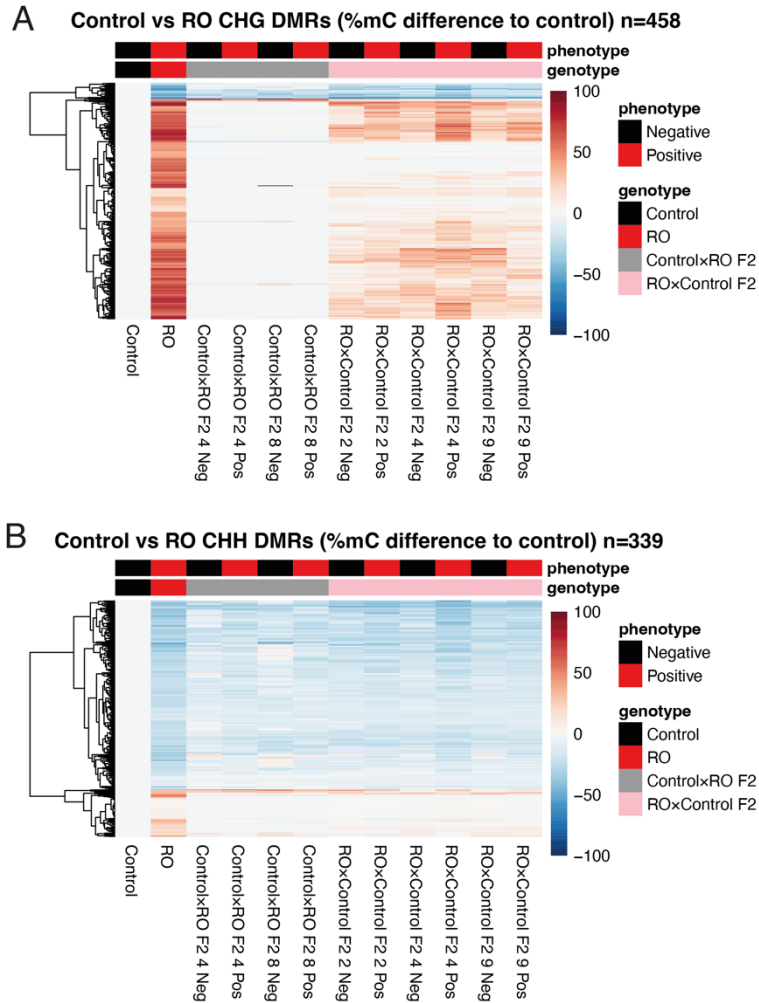 A
Control vs RO CHG DMRs (%mC difference to control) n=458
phenotype
genotype
100
50
0
−50
−100
phenotype
Negative
Positive
genotype
Control
RO
Control×RO F2
RO×Control F2
Control
RO
Control×RO F2 4 Neg
Control×RO F2 4 Pos
Control×RO F2 8 Neg
Control×RO F2 8 Pos
RO×Control F2 2 Neg
RO×Control F2 2 Pos
RO×Control F2 4 Neg
RO×Control F2 4 Pos
RO×Control F2 9 Neg
RO×Control F2 9 Pos
B
Control vs RO CHH DMRs (%mC difference to control) n=339
phenotype
genotype
100
50
0
−50
−100
phenotype
Negative
Positive
genotype
Control
RO
Control×RO F2
RO×Control F2
Control
RO
Control×RO F2 4 Neg
Control×RO F2 4 Pos
Control×RO F2 8 Neg
Control×RO F2 8 Pos
RO×Control F2 2 Neg
RO×Control F2 2 Pos
RO×Control F2 4 Neg
RO×Control F2 4 Pos
RO×Control F2 9 Neg
RO×Control F2 9 Pos